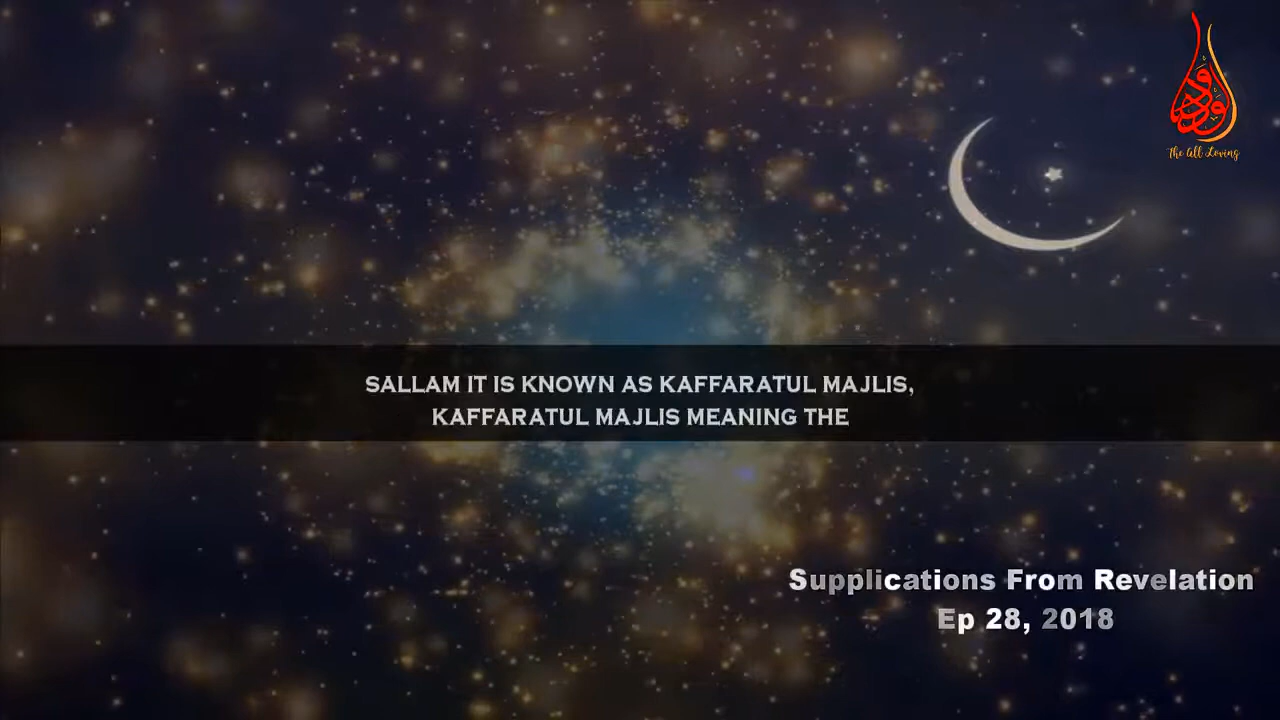 الودود
The All Loving
SALLAM IT IS KNOWN AS KAFFARATUL MAJLIS,
KAFFARATUL MAJLIS MEANING THE
Supplications From Revelation
Ep 28, 2018